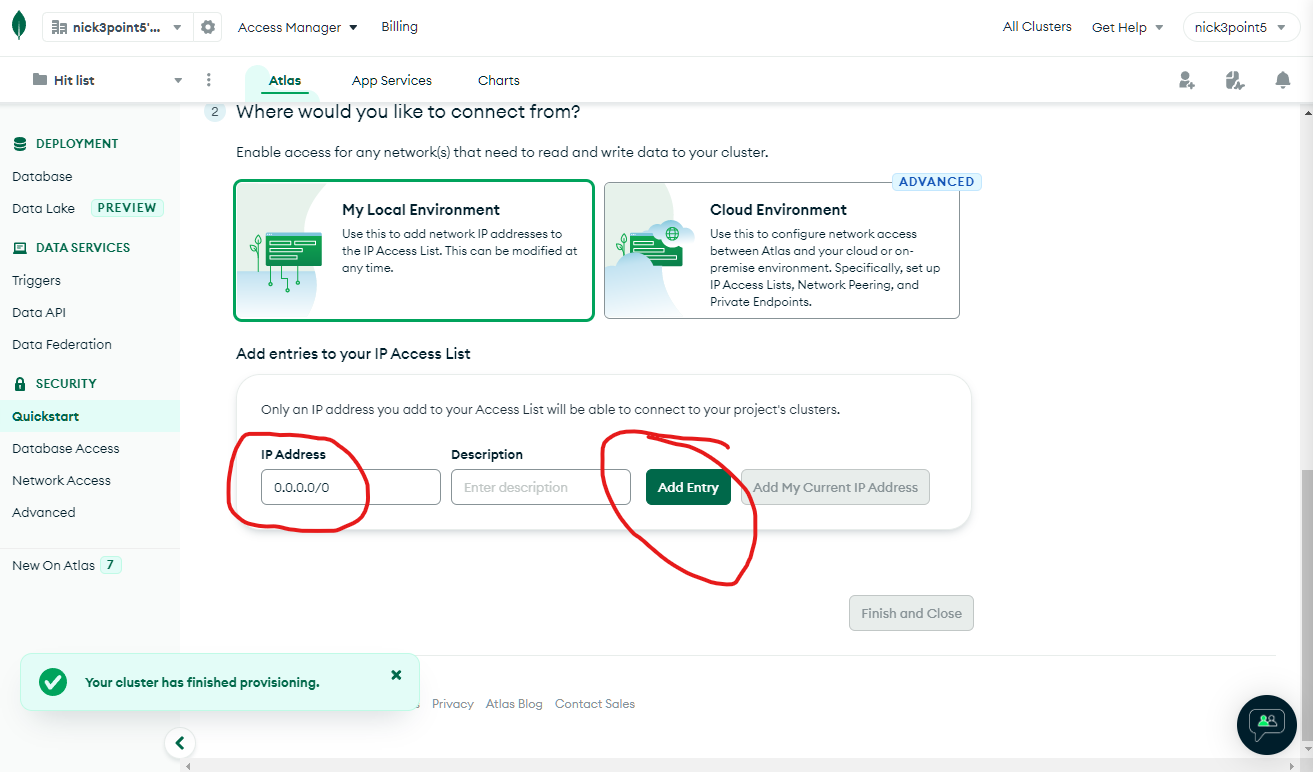 nick3point5'...
Access Manager
Billing
All Clusters
Get Help
nick3point5
Hit list
Atlas
App Services
Charts
DEPLOYMENT
Database
Data Lake PREVIEW
DATA SERVICES
Triggers
Data API
Data Federation
SECURITY
Quickstart
Database Access
Network Access
Advanced
New On Atlas 7
2 Where would you like to connect from?
Enable access for any network(s) that need to read and write data to your cluster.
My Local Environment
Use this to add network IP addresses to
the IP Access List. This can be modified at
any time.
ADVANCED
Cloud Environment
Use this to configure network access
between Atlas and your cloud or on-
premise environment. Specifically, set up
IP Access Lists, Network Peering, and
Private Endpoints.
Add entries to your IP Access List
Only an IP address you add to your Access List will be able to connect to your project's clusters.
IP Address
0.0.0.0/0
Description
Enter description
Add Entry
Add My Current IP Address
Finish and Close
Your cluster has finished provisioning.
Privacy
Atlas Blog
Contact Sales